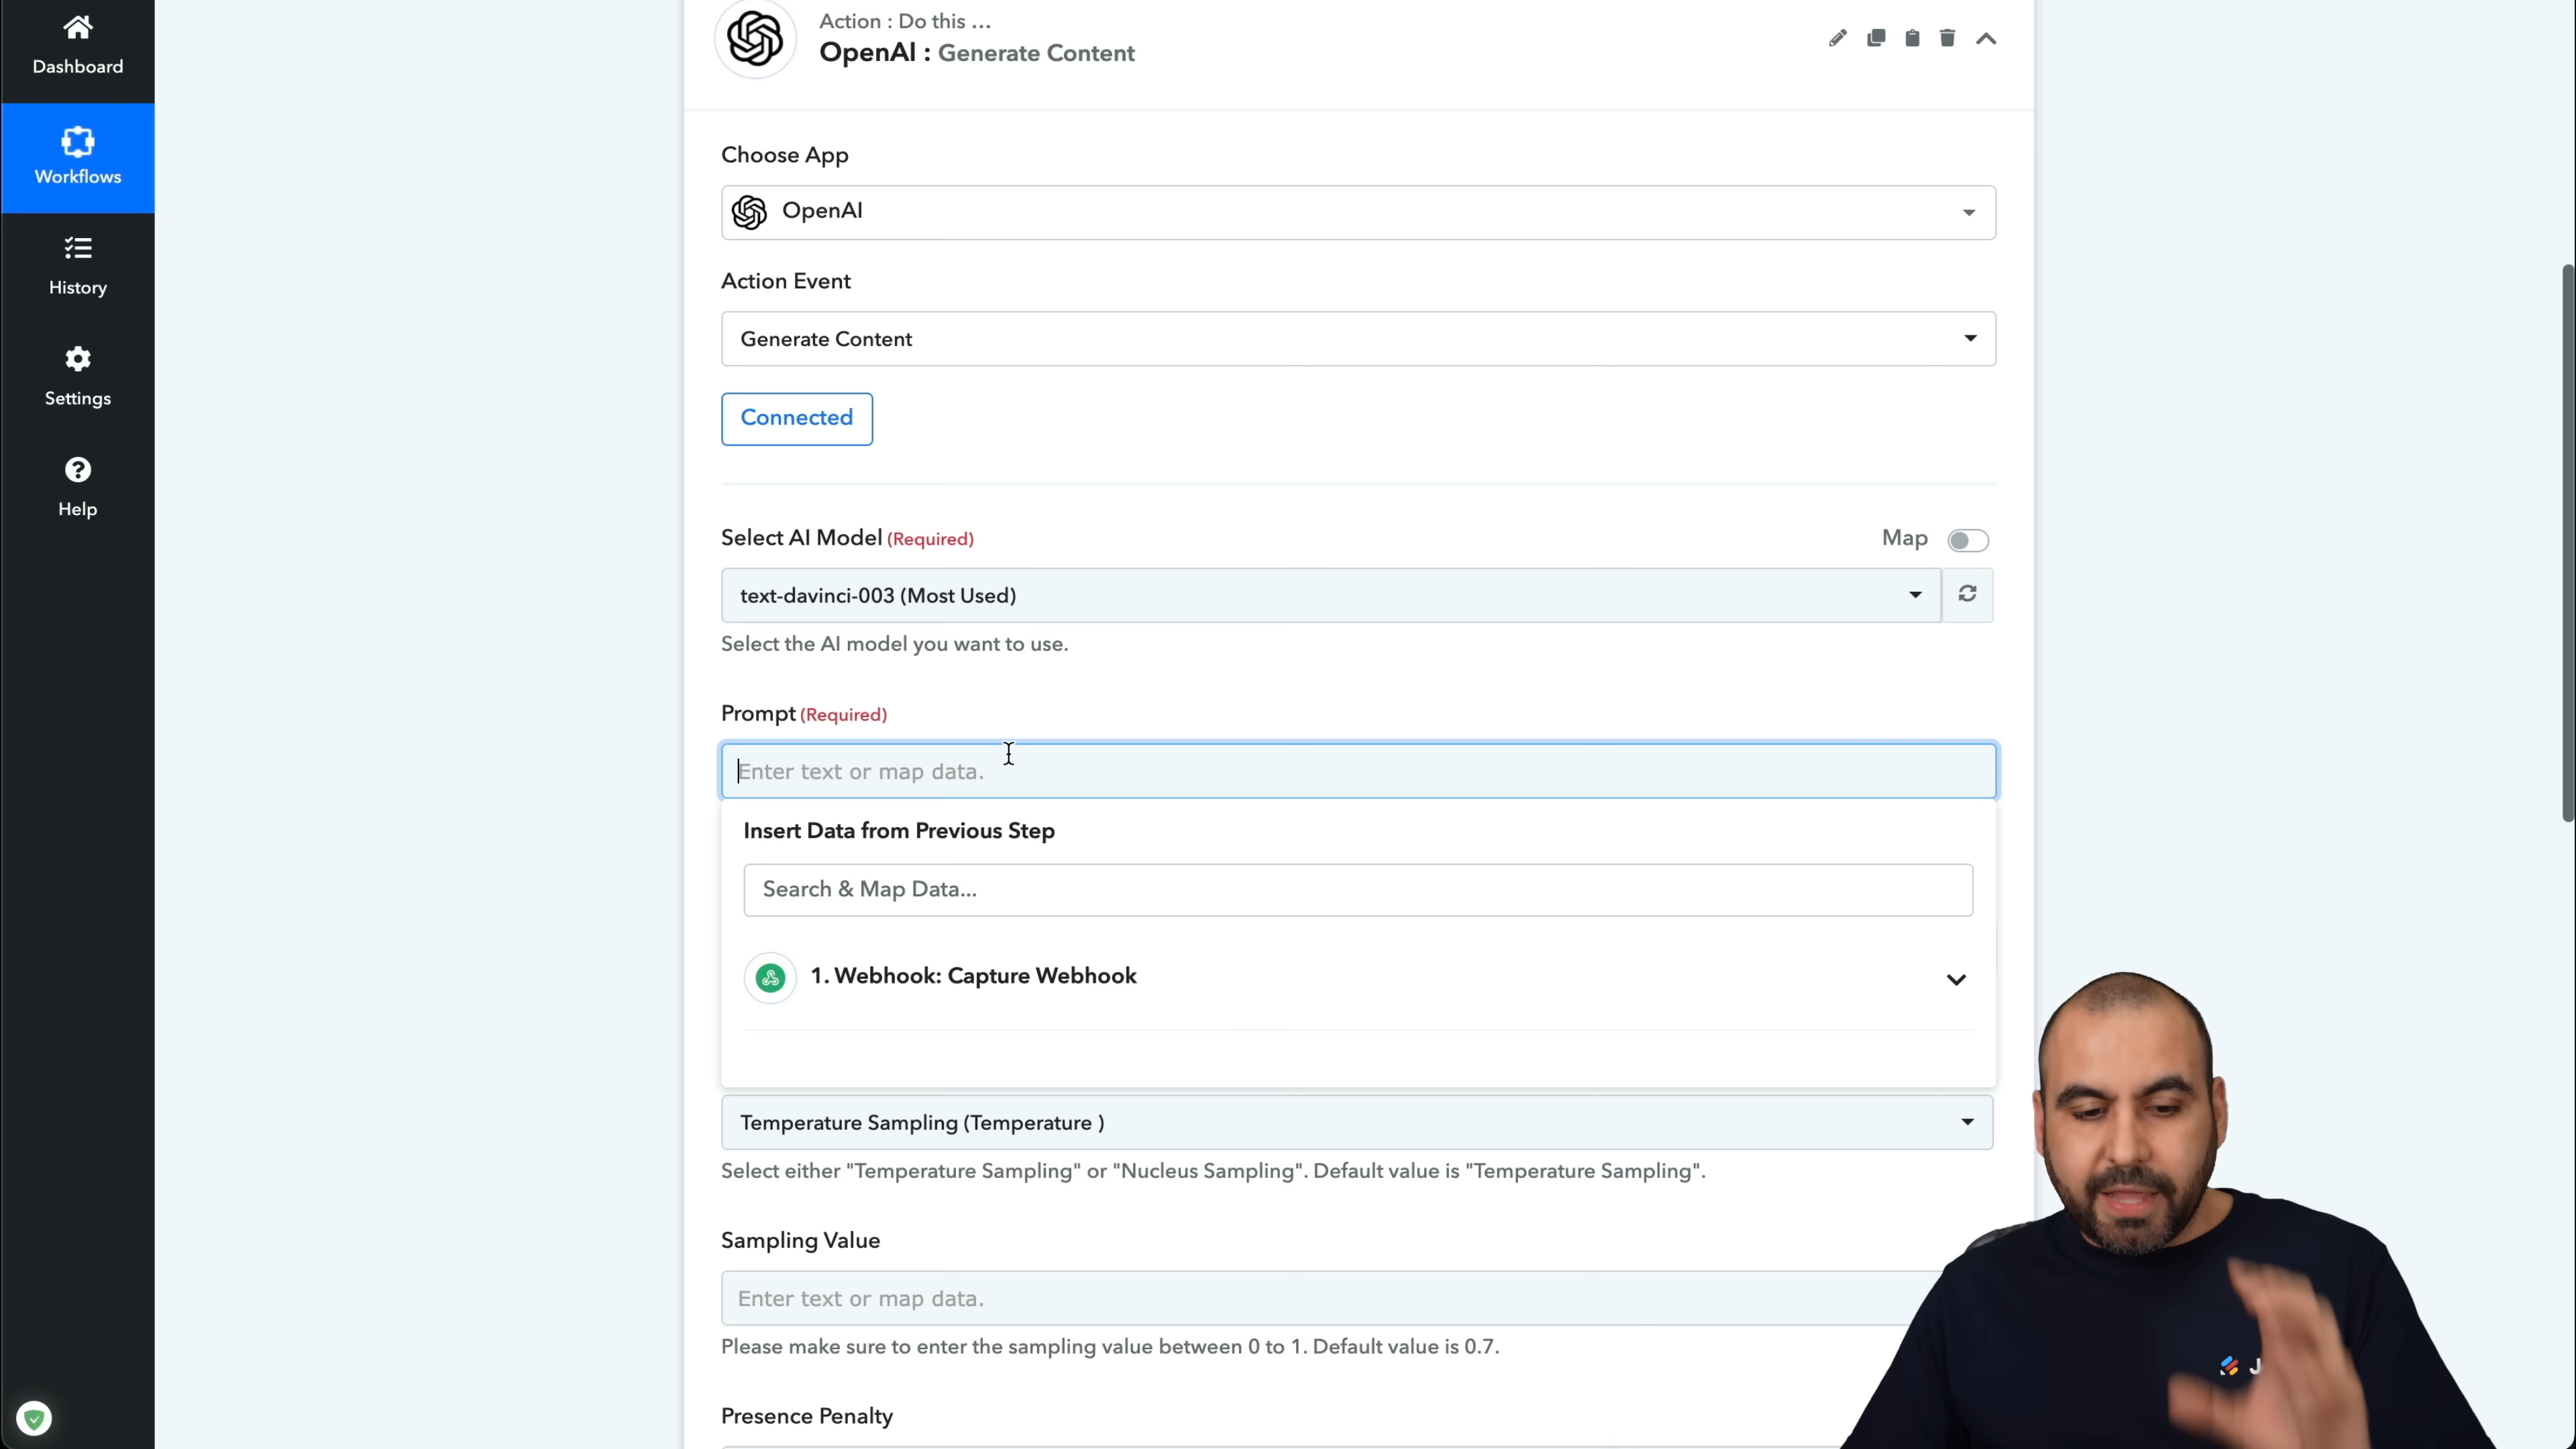 Dashboard
Workflows
History
Settings
Help
Action : Do this ...
OpenAI : Generate Content
Choose App
OpenAI
Action Event
Generate Content
Connected
Select AI Model (Required)
Map
text-davinci-003 (Most Used)
Select the AI model you want to use.
Prompt (Required)
Enter text or map data.
Insert Data from Previous Step
Search & Map Data...
1. Webhook: Capture Webhook
Temperature Sampling (Temperature )
Select either "Temperature Sampling" or "Nucleus Sampling". Default value is "Temperature Sampling".
Sampling Value
Enter text or map data.
Please make sure to enter the sampling value between 0 to 1. Default value is 0.7.
Presence Penalty